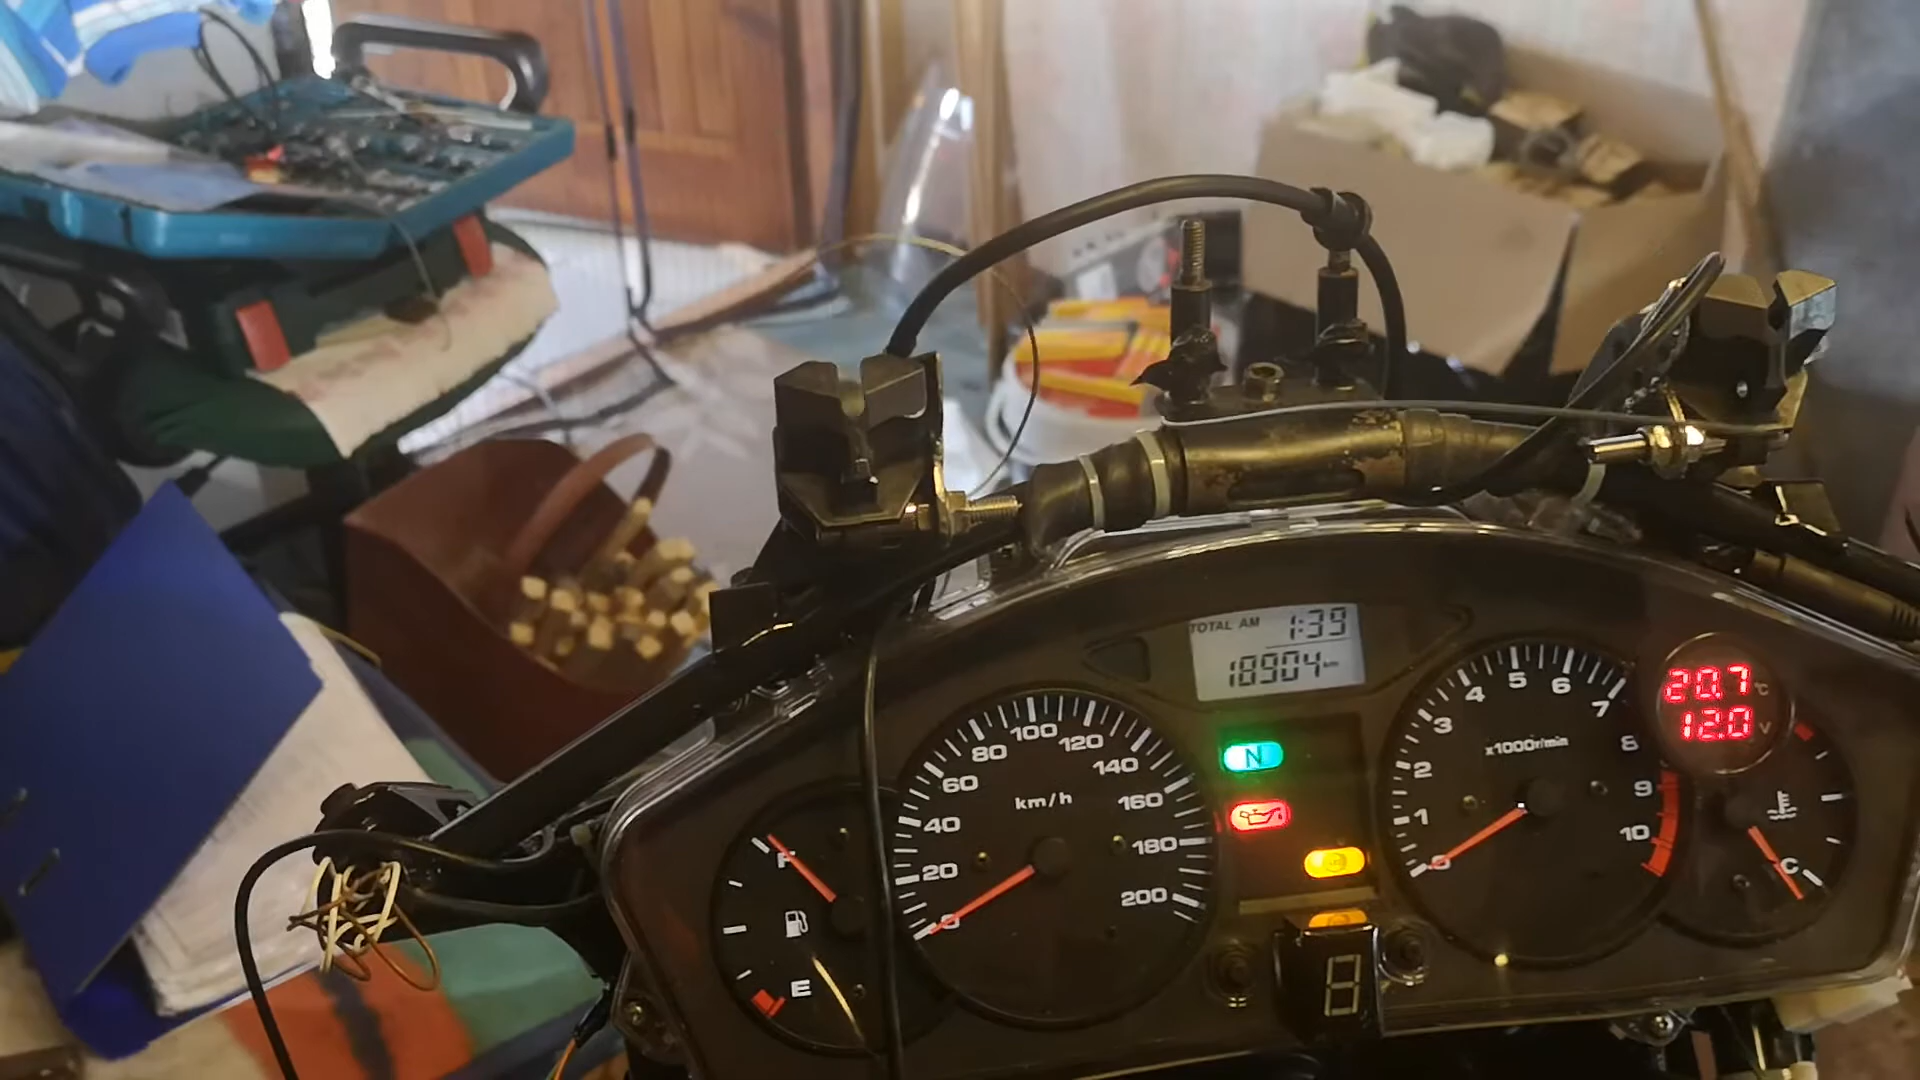 TOTAL AM 1:39
18904 km
20.7 °C
12.0 V
N
0 20 40 60 80 100 120 140 160 180 200
km/h
0 1 2 3 4 5 6 7 8 9 10
x1000r/min
F
E
C
8